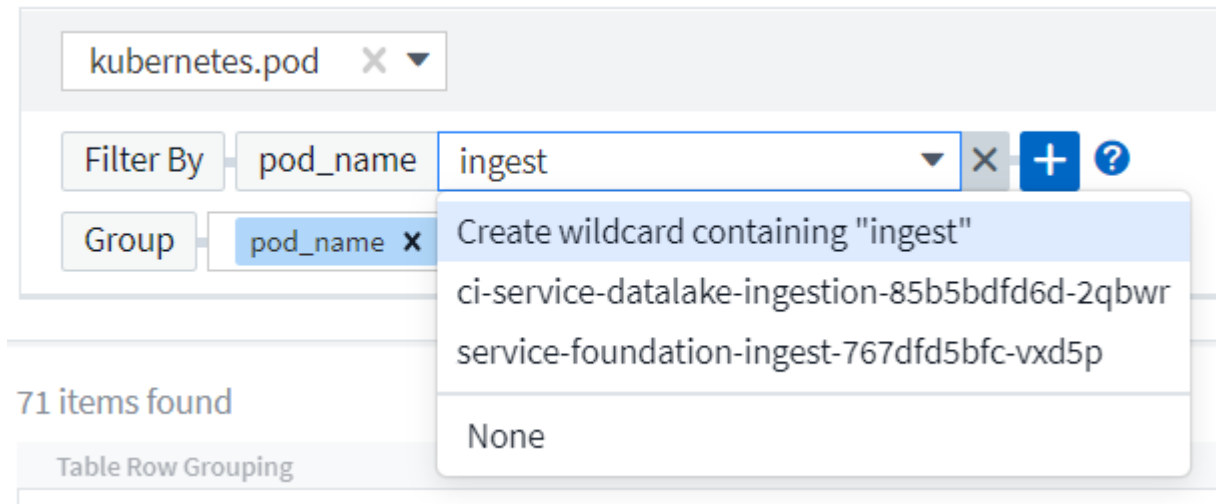 kubernetes.pod
Filter By pod_name ingest
Group pod_name
Create wildcard containing "ingest"
ci-service-datalake-ingestion-85b5bdfd6d-2qbwr
service-foundation-ingest-767dfd5bfc-vxd5p
None
71 items found
Table Row Grouping